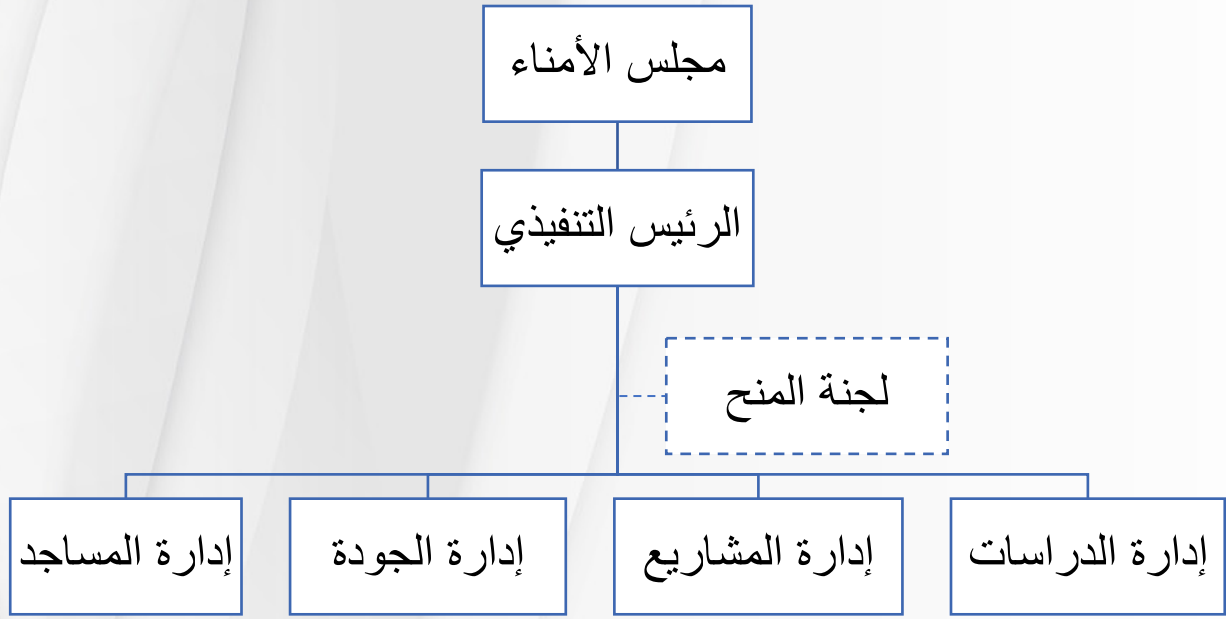 مجلس الأمناء
الرئيس التنفيذي
لجنة المنح
إدارة الدراسات
إدارة المشاريع
إدارة الجودة
إدارة المساجد